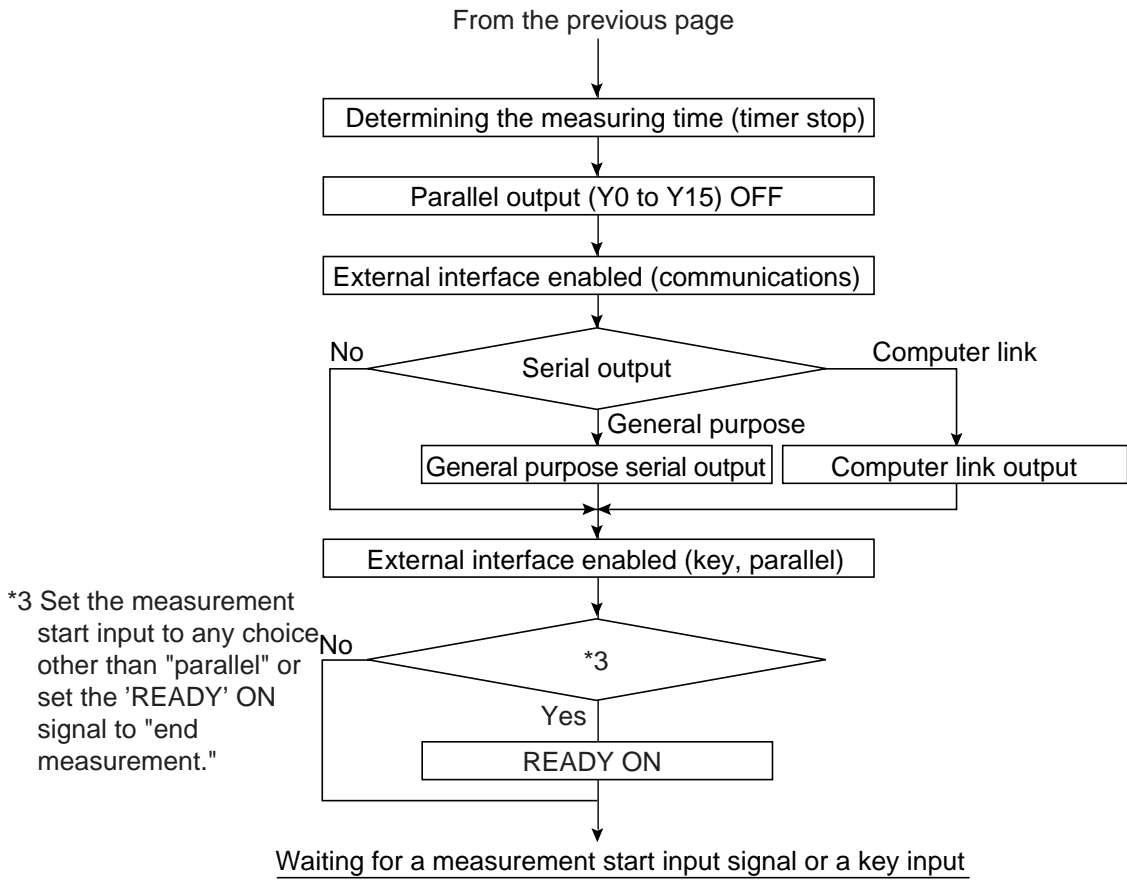 From the previous page
Determining the measuring time (timer stop)
Parallel output (Y0 to Y15) OFF
External interface enabled (communications)
No
Serial output
Computer link
General purpose
General purpose serial output
Computer link output
External interface enabled (key, parallel)
*3 Set the measurement
start input to any choice
other than "parallel" or
set the ’READY’ ON
signal to "end
measurement."
No
*3
Yes
READY ON
Waiting for a measurement start input signal or a key input